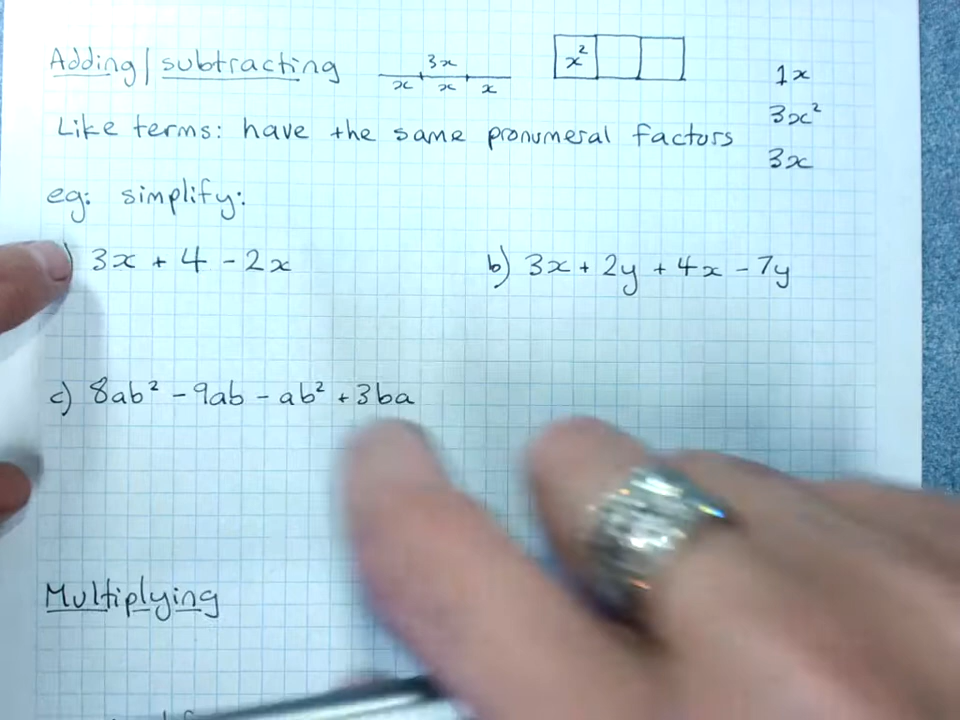 Adding/subtracting
3x
x x x
x²
1x
3x²
3x
Like terms: have the same pronumeral factors
eg: simplify:
) 3x + 4 - 2x
b) 3x + 2y + 4x - 7y
c) 8ab² - 9ab - ab² + 3ba
Multiplying